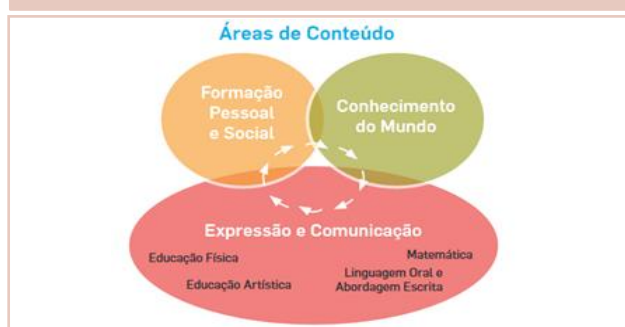 Áreas de Conteúdo
Formação
Pessoal
e Social
Conhecimento
do Mundo
Expressão e Comunicação
Educação Física
Matemática
Educação Artística
Linguagem Oral e
Abordagem Escrita